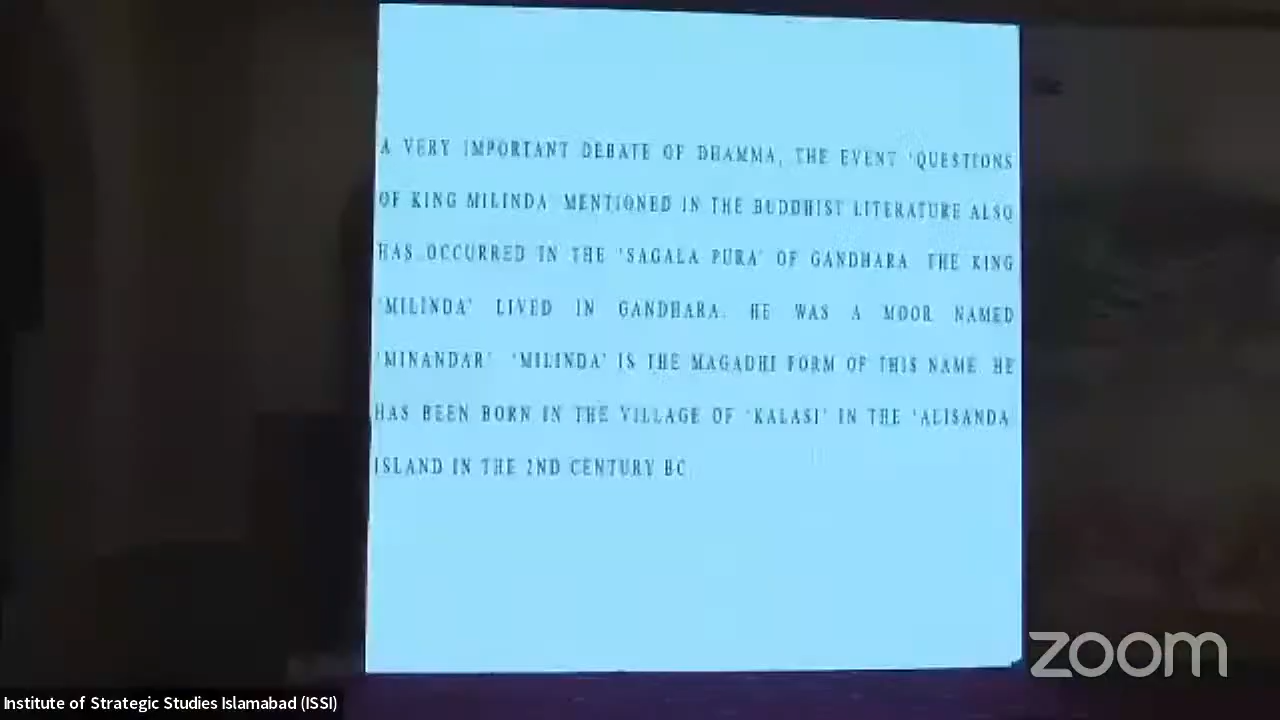 A VERY IMPORTANT DEBATE OF DHAMMA, THE EVENT 'QUESTIONS
OF KING MILINDA' MENTIONED IN THE BUDDHIST LITERATURE ALSO
HAS OCCURRED IN THE 'SAGALA PURA' OF GANDHARA. THE KING
'MILINDA' LIVED IN GANDHARA. HE WAS A MOOR NAMED
'MINANDAR'. 'MILINDA' IS THE MAGADHI FORM OF THIS NAME. HE
HAS BEEN BORN IN THE VILLAGE OF 'KALASI' IN THE 'ALISANDA'
ISLAND IN THE 2ND CENTURY BC.
zoom
Institute of Strategic Studies Islamabad (ISSI)